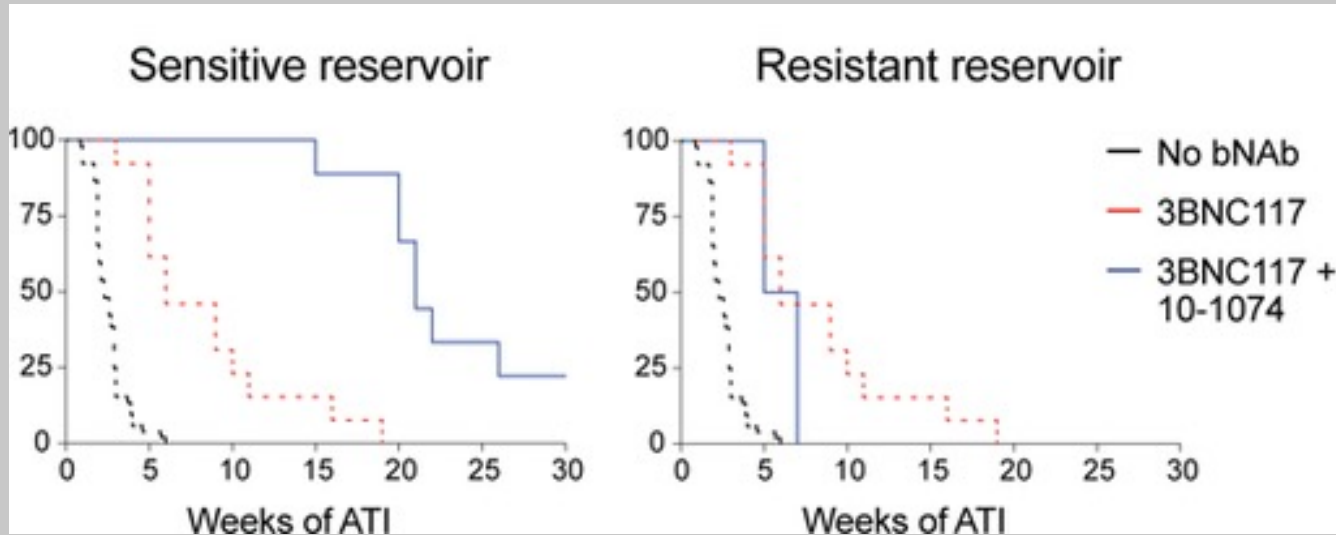 Sensitive reservoir
100
75
50
25
0
0 5 10 15 20 25 30
Weeks of ATI
Resistant reservoir
100
75
50
25
0
0 5 10 15 20 25 30
Weeks of ATI
No bNAb
3BNC117
3BNC117 +
10-1074